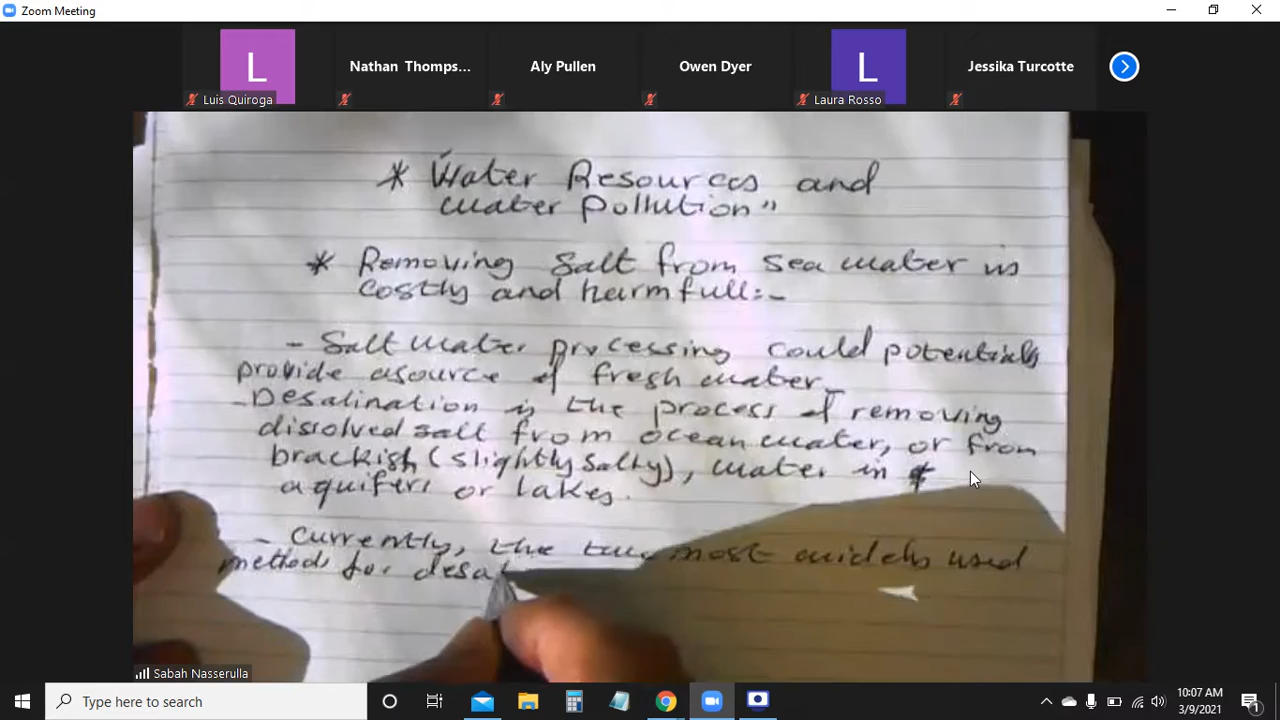 Zoom Meeting
L
Nathan Thomps...
Aly Pullen
Owen Dyer
L
Jessika Turcotte
Luis Quiroga
Laura Rosso
* "Water Resources and
water pollution"
* Removing Salt from sea water is
costly and harmfull:-
- Salt water processing could potentials
provide a source of fresh water.
- Desalination is the process of removing
dissolved salt from ocean water, or from
brackish (slightly salty), water in
aquifers or lakes.
- Currently, the two most widely used
methods for desal
Sabah Nasserulla
Type here to search
10:07 AM
3/9/2021
1